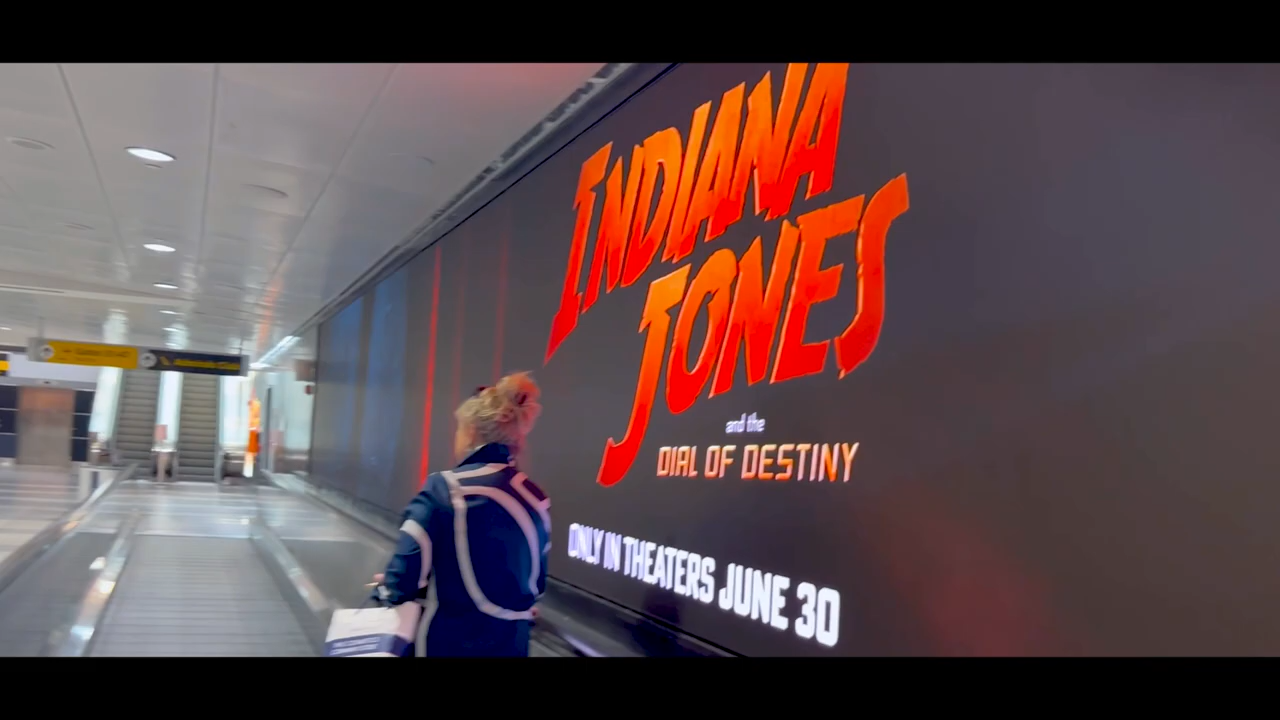 INDIANA
JONES
and the
DIAL OF DESTINY
ONLY IN THEATERS JUNE 30